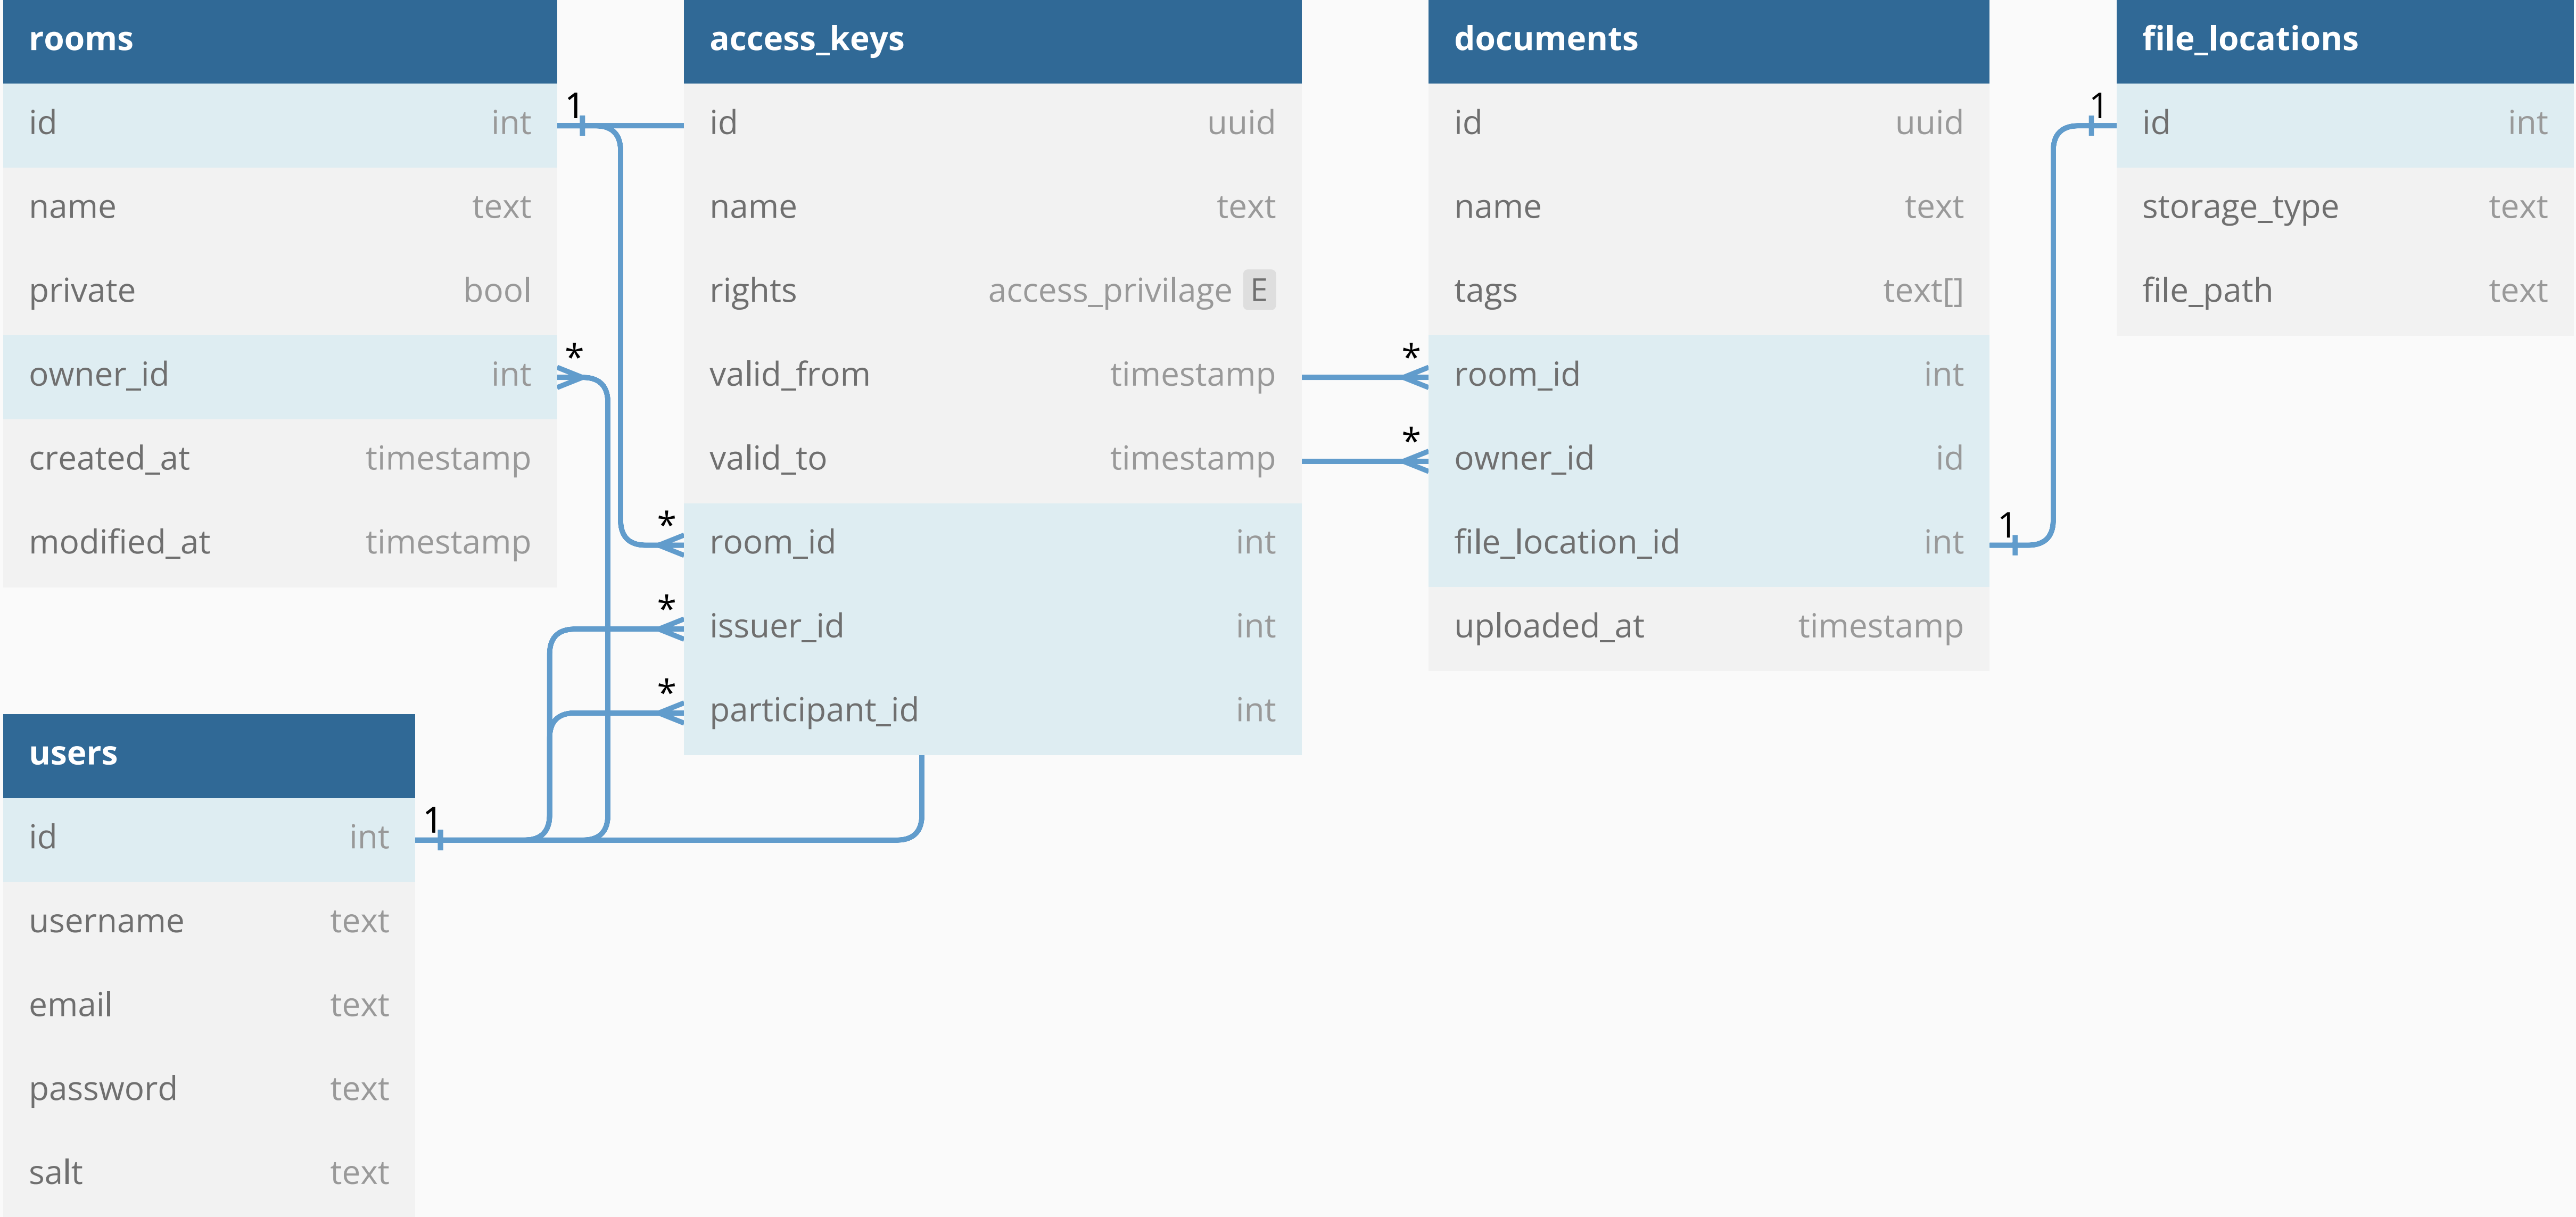 rooms
id int
name text
private bool
owner_id int
created_at timestamp
modified_at timestamp
1
*
access_keys
id uuid
name text
rights access_privilage E
valid_from timestamp
valid_to timestamp
* room_id int
* issuer_id int
* participant_id int
documents
id uuid
name text
tags text[]
* room_id int
* owner_id id
file_location_id int 1
uploaded_at timestamp
file_locations
1 id int
storage_type text
file_path text
users
id int 1
username text
email text
password text
salt text